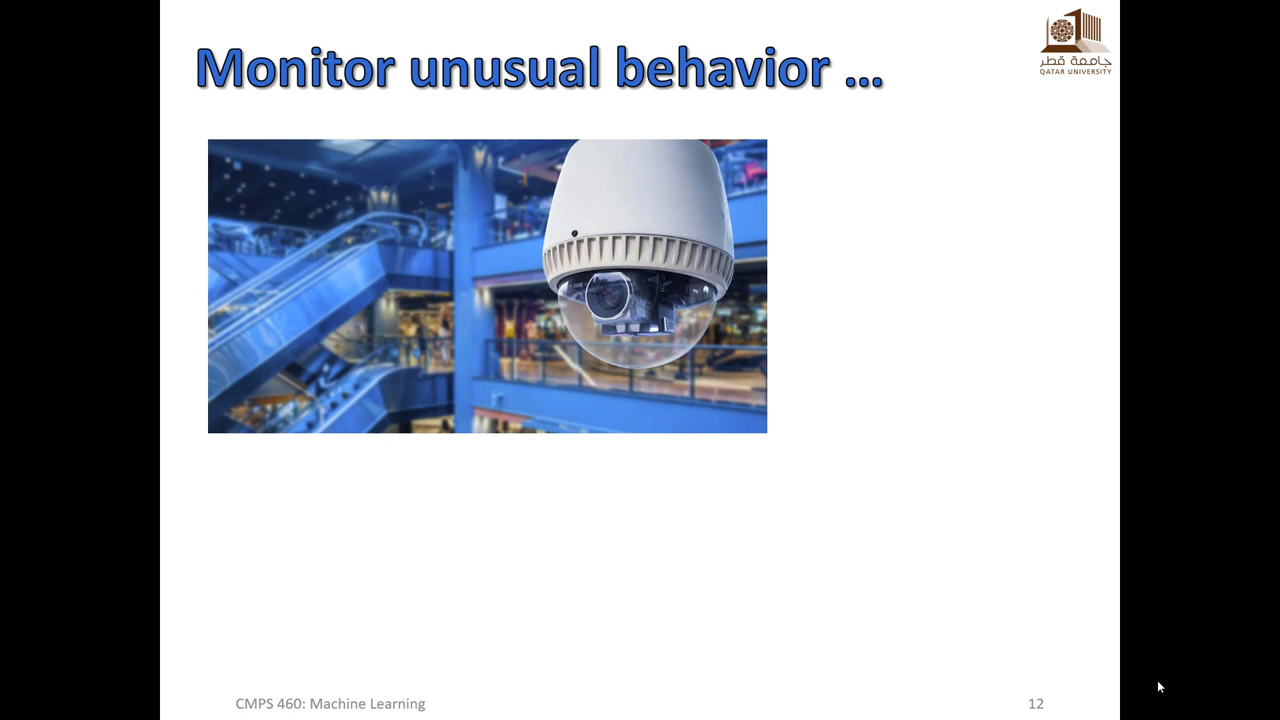 Monitor unusual behavior ...
جامعة قطر
QATAR UNIVERSITY
CMPS 460: Machine Learning
12